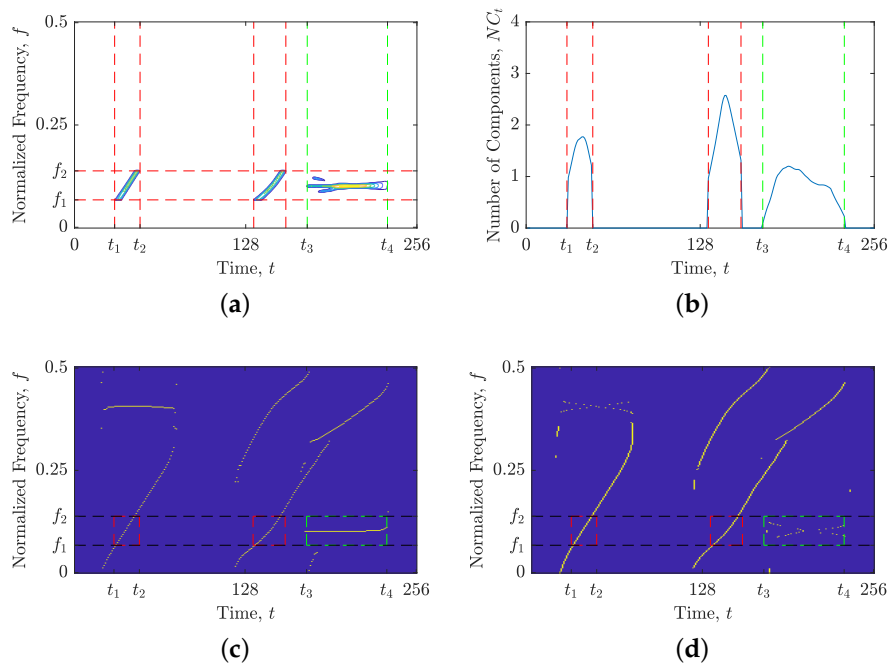 0.5
0.25
f₂
f₁
0
Normalized Frequency, f
0 t₁ t₂ 128 t₃ t₄ 256
Time, t
(a)
4
3
2
1
0
Number of Components, NCₜ
0 t₁ t₂ 128 t₃ t₄ 256
Time, t
(b)
0.5
0.25
f₂
f₁
0
Normalized Frequency, f
0 t₁ t₂ 128 t₃ t₄ 256
Time, t
(c)
0.5
0.25
f₂
f₁
0
Normalized Frequency, f
0 t₁ t₂ 128 t₃ t₄ 256
Time, t
(d)